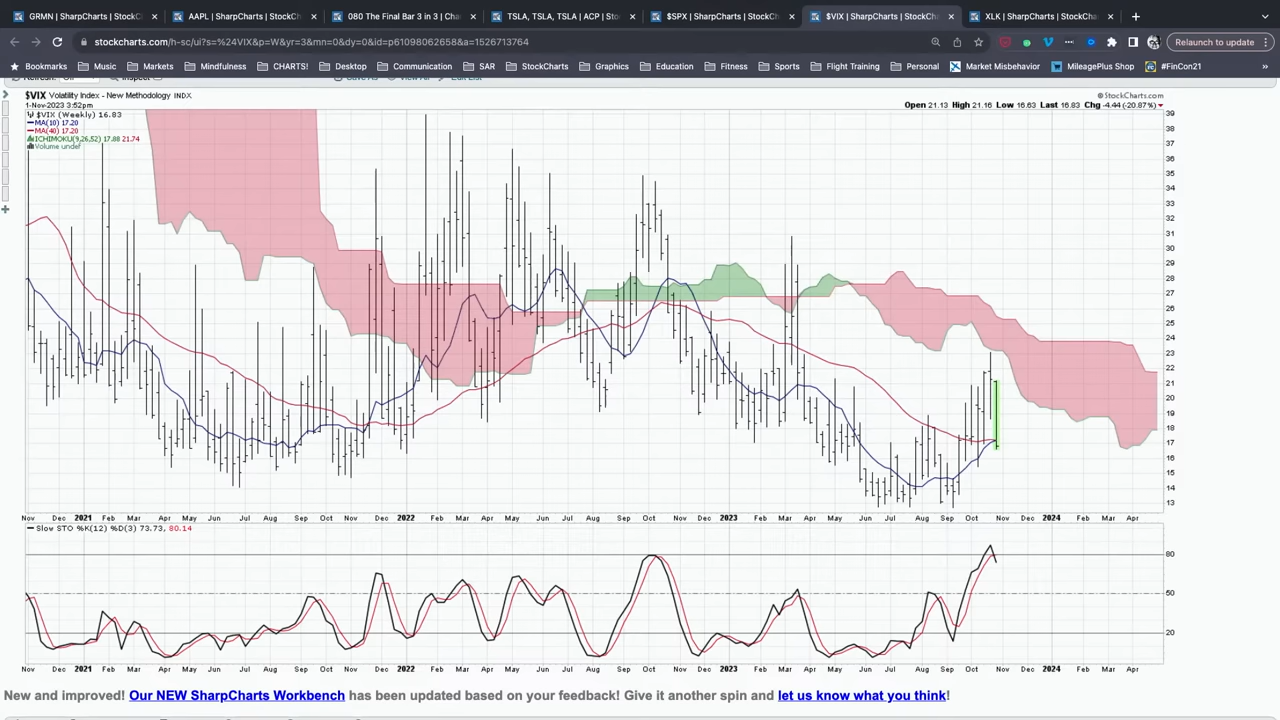 GRMN | SharpCharts | StockCh
AAPL | SharpCharts | StockCh
080 The Final Bar 3 in 3 | Cha
TSLA, TSLA, TSLA | ACP | Stoc
$SPX | SharpCharts | StockCh
$VIX | SharpCharts | StockCha
XLK | SharpCharts | StockCha
stockcharts.com/h-sc/ui?s=%24VIX&p=W&yr=3&mn=0&dy=0&id=p61098062658&a=1526713764
Relaunch to update
Bookmarks Music Markets Mindfulness CHARTS! Desktop Communication SAR StockCharts Graphics Education Fitness Sports Flight Training Personal Market Misbehavior MileagePlus Shop #FinCon21
$VIX Volatility Index - New Methodology INDX
© StockCharts.com
1-Nov-2023 3:52pm
Open 21.13 High 21.16 Low 16.63 Last 16.83 Chg -4.44 (-20.87%)
$VIX (Weekly) 16.83
MA(10) 17.20
MA(40) 17.20
ICHIMOKU(9,26,52) 17.88 21.74
Volume undef
39
38
37
36
35
34
33
32
31
30
29
28
27
26
25
24
23
22
21
20
19
18
17
16
15
14
13
Nov Dec 2021 Feb Mar Apr May Jun Jul Aug Sep Oct Nov Dec 2022 Feb Mar Apr May Jun Jul Aug Sep Oct Nov Dec 2023 Feb Mar Apr May Jun Jul Aug Sep Oct Nov Dec 2024 Feb Mar Apr
Slow STO %K(12) %D(3) 73.73, 80.14
80
50
20
Nov Dec 2021 Feb Mar Apr May Jun Jul Aug Sep Oct Nov Dec 2022 Feb Mar Apr May Jun Jul Aug Sep Oct Nov Dec 2023 Feb Mar Apr May Jun Jul Aug Sep Oct Nov Dec 2024 Feb Mar Apr
New and improved! Our NEW SharpCharts Workbench has been updated based on your feedback! Give it another spin and let us know what you think!